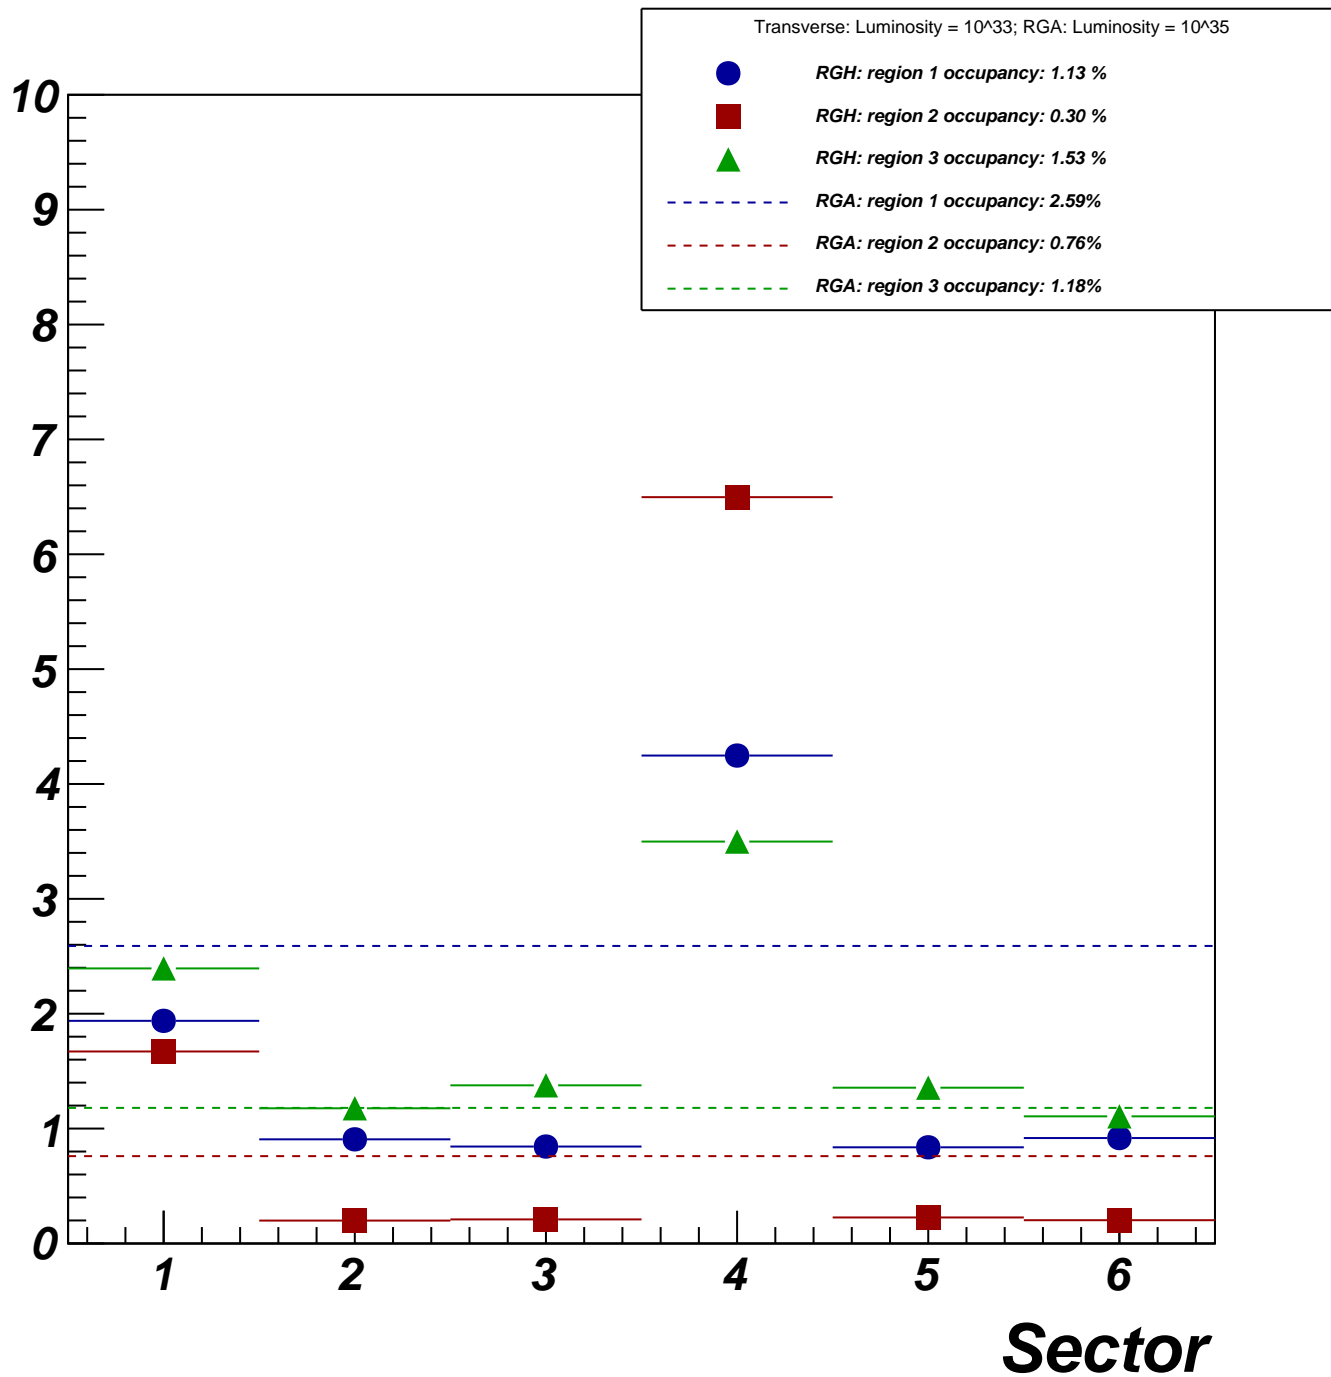 Transverse: Luminosity = 10^33; RGA: Luminosity = 10^35
RGH: region 1 occupancy: 1.13 %
RGH: region 2 occupancy: 0.30 %
RGH: region 3 occupancy: 1.53 %
RGA: region 1 occupancy: 2.59%
RGA: region 2 occupancy: 0.76%
RGA: region 3 occupancy: 1.18%
10
9
8
7
6
5
4
3
2
1
0
1 2 3 4 5 6
Sector